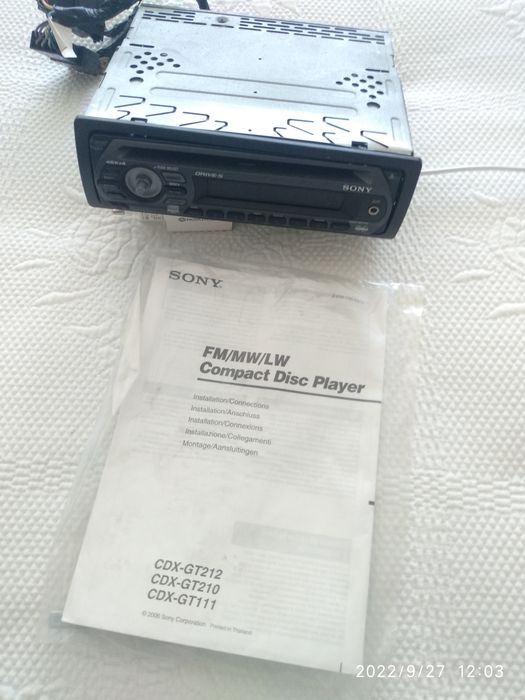 DRIVE-S
SONY
SONY
FM/MW/LW
Compact Disc Player
Installation/Connections
Installation/Anschluss
Installation/Connexions
Installazione/Collegamenti
Montage/Aansluitingen
CDX-GT212
CDX-GT210
CDX-GT111
© 2006 Sony Corporation Printed in Thailand
2022/9/27 12:03